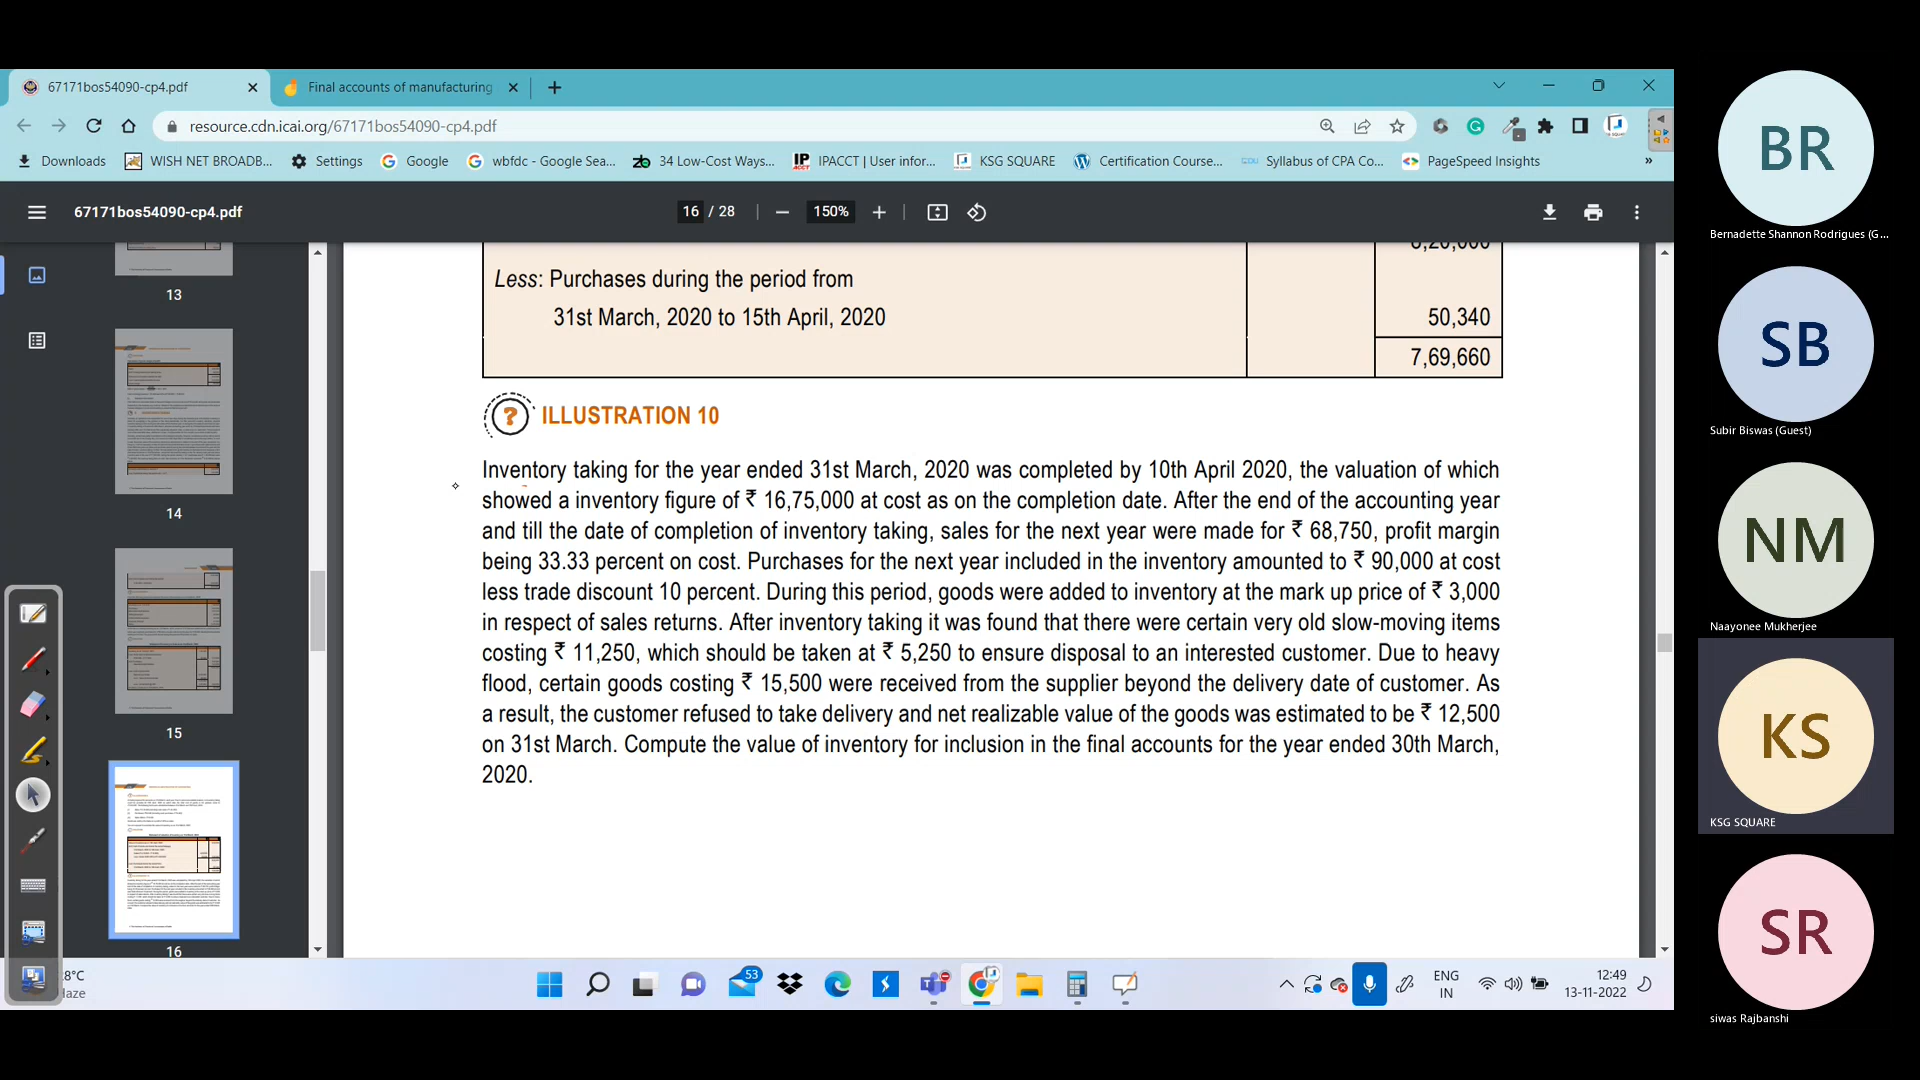 67171bos54090-cp4.pdf
Final accounts of manufacturing
resource.cdn.icai.org/67171bos54090-cp4.pdf
Downloads
WISH NET BROADB...
Settings
Google
wbfdc - Google Sea...
34 Low-Cost Ways...
IPACCT | User infor...
KSG SQUARE
Certification Course...
Syllabus of CPA Co...
PageSpeed Insights
»
67171bos54090-cp4.pdf
16 / 28
150%
13
14
15
16
Less: Purchases during the period from
31st March, 2020 to 15th April, 2020 50,340
7,69,660
ILLUSTRATION 10
Inventory taking for the year ended 31st March, 2020 was completed by 10th April 2020, the valuation of which
showed a inventory figure of ₹ 16,75,000 at cost as on the completion date. After the end of the accounting year
and till the date of completion of inventory taking, sales for the next year were made for ₹ 68,750, profit margin
being 33.33 percent on cost. Purchases for the next year included in the inventory amounted to ₹ 90,000 at cost
less trade discount 10 percent. During this period, goods were added to inventory at the mark up price of ₹ 3,000
in respect of sales returns. After inventory taking it was found that there were certain very old slow-moving items
costing ₹ 11,250, which should be taken at ₹ 5,250 to ensure disposal to an interested customer. Due to heavy
flood, certain goods costing ₹ 15,500 were received from the supplier beyond the delivery date of customer. As
a result, the customer refused to take delivery and net realizable value of the goods was estimated to be ₹ 12,500
on 31st March. Compute the value of inventory for inclusion in the final accounts for the year ended 30th March,
2020.
8°C
53
ENG
IN
12:49
13-11-2022
BR
Bernadette Shannon Rodrigues (G...
SB
Subir Biswas (Guest)
NM
Naayonee Mukherjee
KS
KSG SQUARE
SR
siwas Rajbanshi